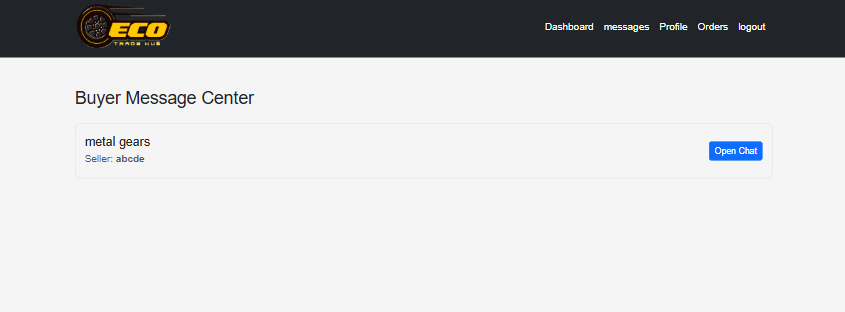 ECO
TRADE HUB
Dashboard messages Profile Orders logout
Buyer Message Center
metal gears
Seller: abcde
Open Chat